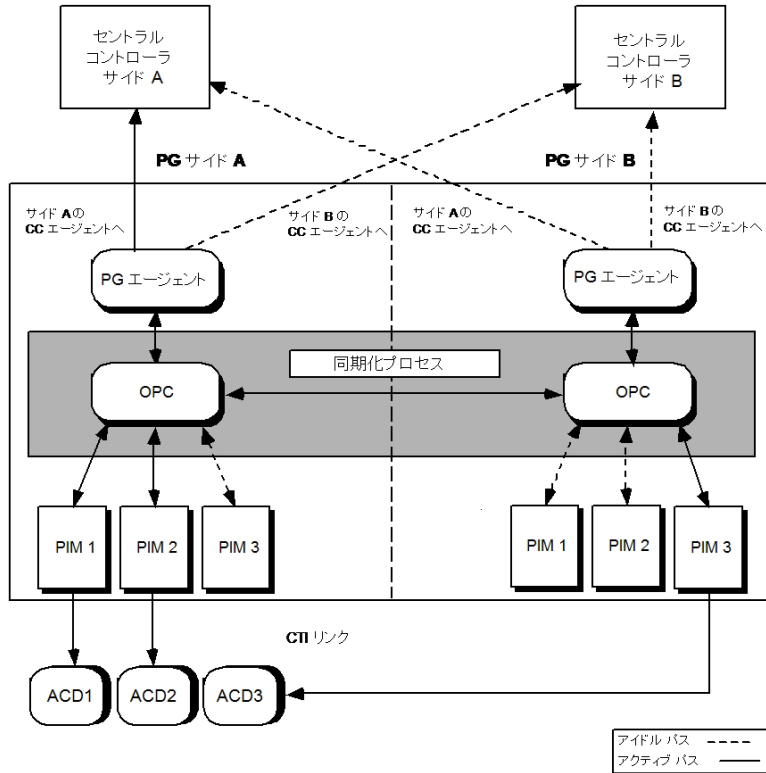 セントラル
コントローラ
サイド A
セントラル
コントローラ
サイド B
PG サイド A
PG サイド B
サイド Aの
CC エージェントへ
サイド Bの
CC エージェントへ
サイド Aの
CC エージェントへ
サイド Bの
CC エージェントへ
PG エージェント
PG エージェント
同期化プロセス
OPC
OPC
PIM 1
PIM 2
PIM 3
PIM 1
PIM 2
PIM 3
CTI リンク
ACD1
ACD2
ACD3
アイドル パス
アクティブ パス